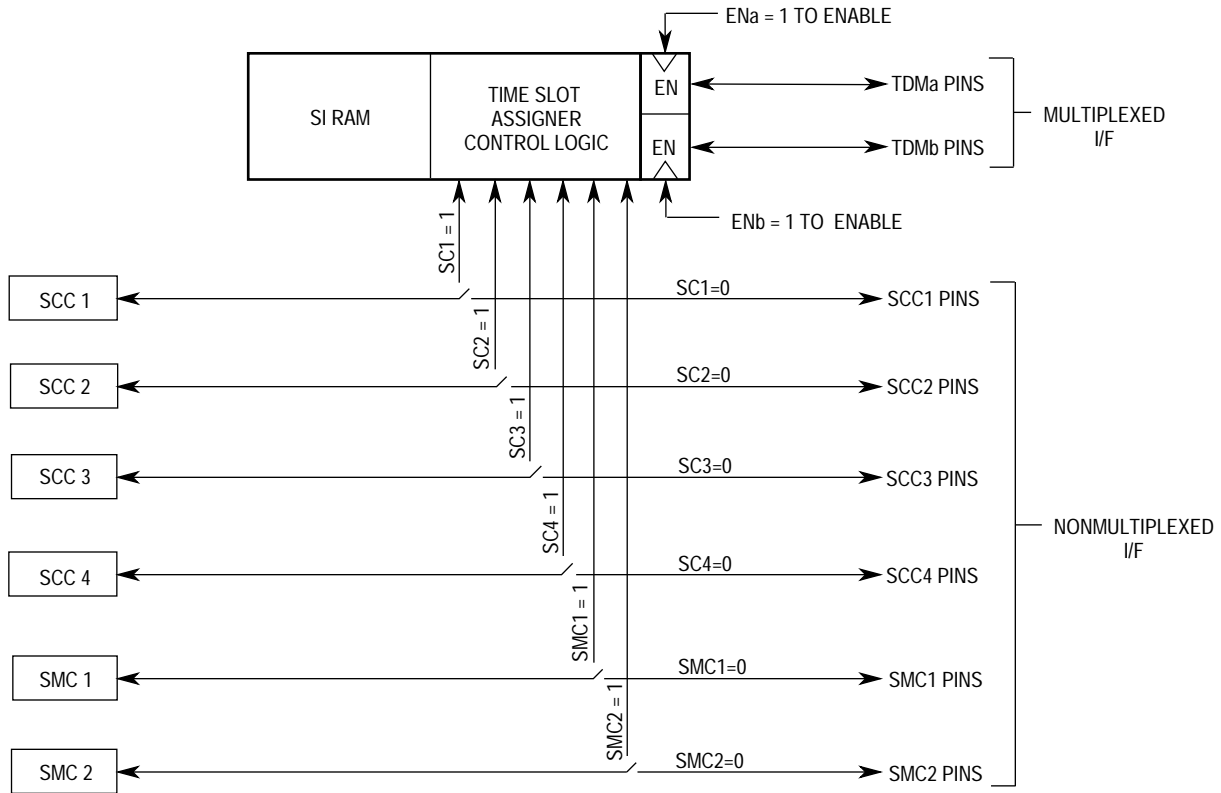 ENa = 1 TO ENABLE
SI RAM
TIME SLOT
ASSIGNER
CONTROL LOGIC
EN
EN
TDMa PINS
TDMb PINS
MULTIPLEXED
I/F
ENb = 1 TO ENABLE
SC1 = 1
SCC 1
SC1=0
SCC1 PINS
SC2 = 1
SCC 2
SC2=0
SCC2 PINS
SC3 = 1
SCC 3
SC3=0
SCC3 PINS
SC4 = 1
NONMULTIPLEXED
I/F
SCC 4
SC4=0
SCC4 PINS
SMC1 = 1
SMC 1
SMC1=0
SMC1 PINS
SMC2 = 1
SMC 2
SMC2=0
SMC2 PINS